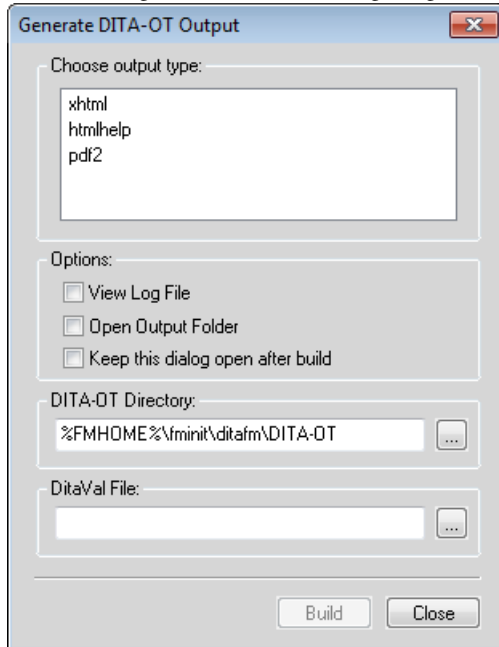 Generate DITA-OT Output
Choose output type:
xhtml
htmlhelp
pdf2
Options:
View Log File
Open Output Folder
Keep this dialog open after build
DITA-OT Directory:
%FMHOME%\fminit\ditafm\DITA-OT
...
DitaVal File:
...
Build Close